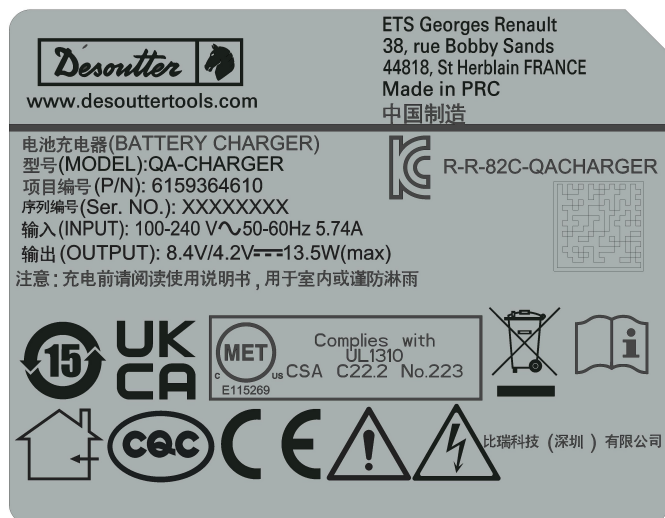 Desoutter
www.desouttertools.com
ETS Georges Renault
38, rue Bobby Sands
44818, St Herblain FRANCE
Made in PRC
中国制造
电池充电器(BATTERY CHARGER)
型号(MODEL):QA-CHARGER
项目编号(P/N): 6159364610
序列编号(Ser. NO.): XXXXXXXX
输入(INPUT): 100-240 V∿50-60Hz 5.74A
输出(OUTPUT): 8.4V/4.2V⎓13.5W(max)
注意：充电前请阅读使用说明书，用于室内或谨防淋雨
R-R-82C-QACHARGER
15
UK
CA
MET
C US
E115269
Complies with
UL1310
CSA C22.2 No.223
i
CQC
CE
!
比瑞科技（深圳）有限公司